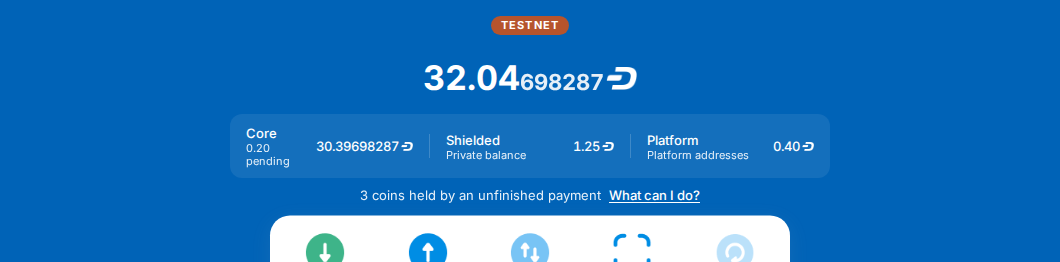 TESTNET
32.04698287
Core
0.20
pending
30.39698287
Shielded
Private balance
1.25
Platform
Platform addresses
0.40
3 coins held by an unfinished payment What can I do?